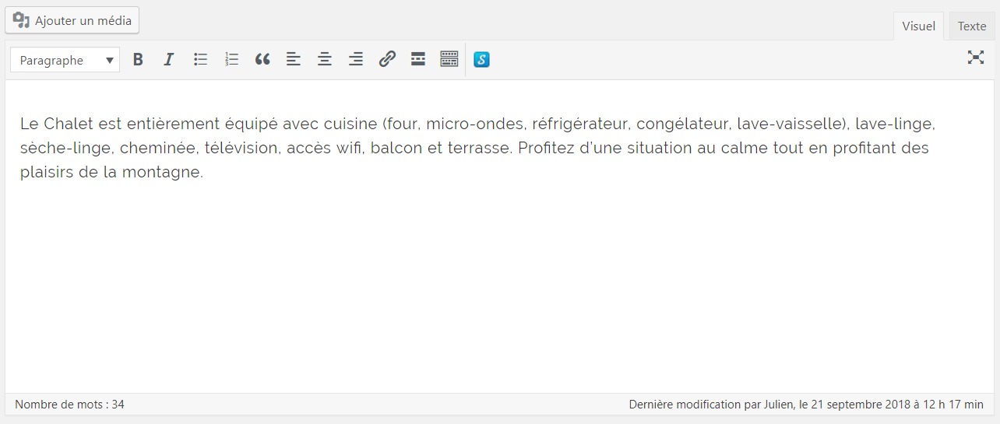 Ajouter un média
Visuel Texte
Paragraphe
Le Chalet est entièrement équipé avec cuisine (four, micro-ondes, réfrigérateur, congélateur, lave-vaisselle), lave-linge,
sèche-linge, cheminée, télévision, accès wifi, balcon et terrasse. Profitez d’une situation au calme tout en profitant des
plaisirs de la montagne.
Nombre de mots : 34 Dernière modification par Julien, le 21 septembre 2018 à 12 h 17 min